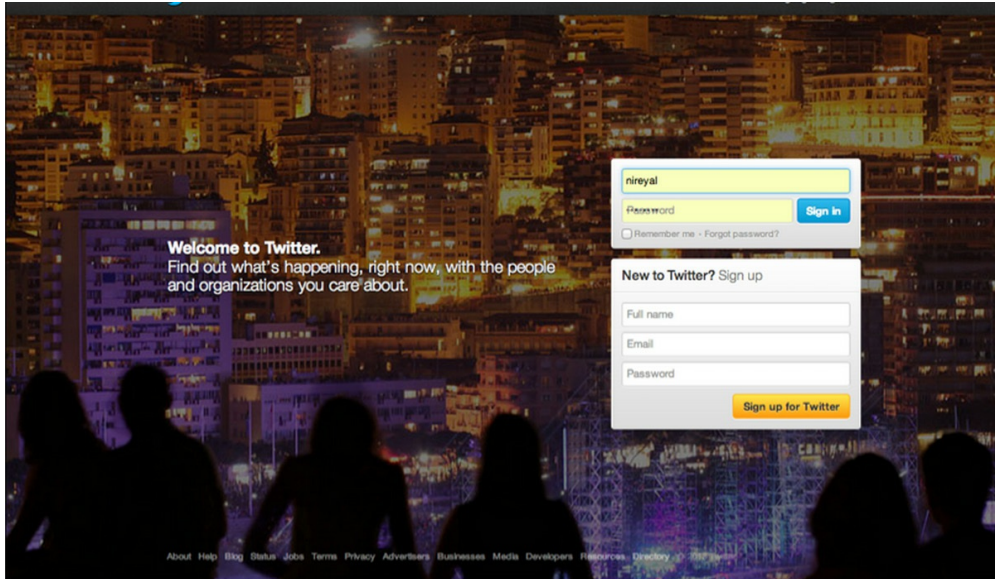 nireyal
Password
Sign in
Remember me · Forgot password?
Welcome to Twitter.
Find out what's happening, right now, with the people
and organizations you care about.
New to Twitter? Sign up
Full name
Email
Password
Sign up for Twitter
About Help Blog Status Jobs Terms Privacy Advertisers Businesses Media Developers Resources Directory